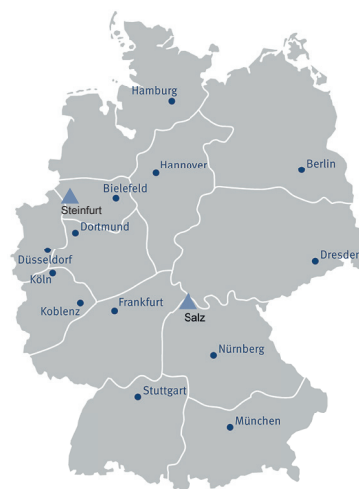 Hamburg
Hannover
Berlin
Bielefeld
Steinfurt
Dortmund
Düsseldorf
Köln
Dresden
Koblenz
Frankfurt
Salz
Nürnberg
Stuttgart
München